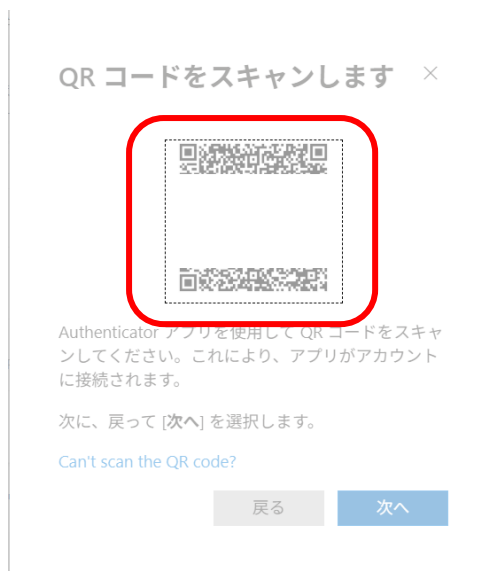 QR コードをスキャンします
Authenticator アプリを使用して QR コードをスキャ
ンしてください。これにより、アプリがアカウント
に接続されます。
次に、戻って [次へ] を選択します。
Can't scan the QR code?
戻る
次へ